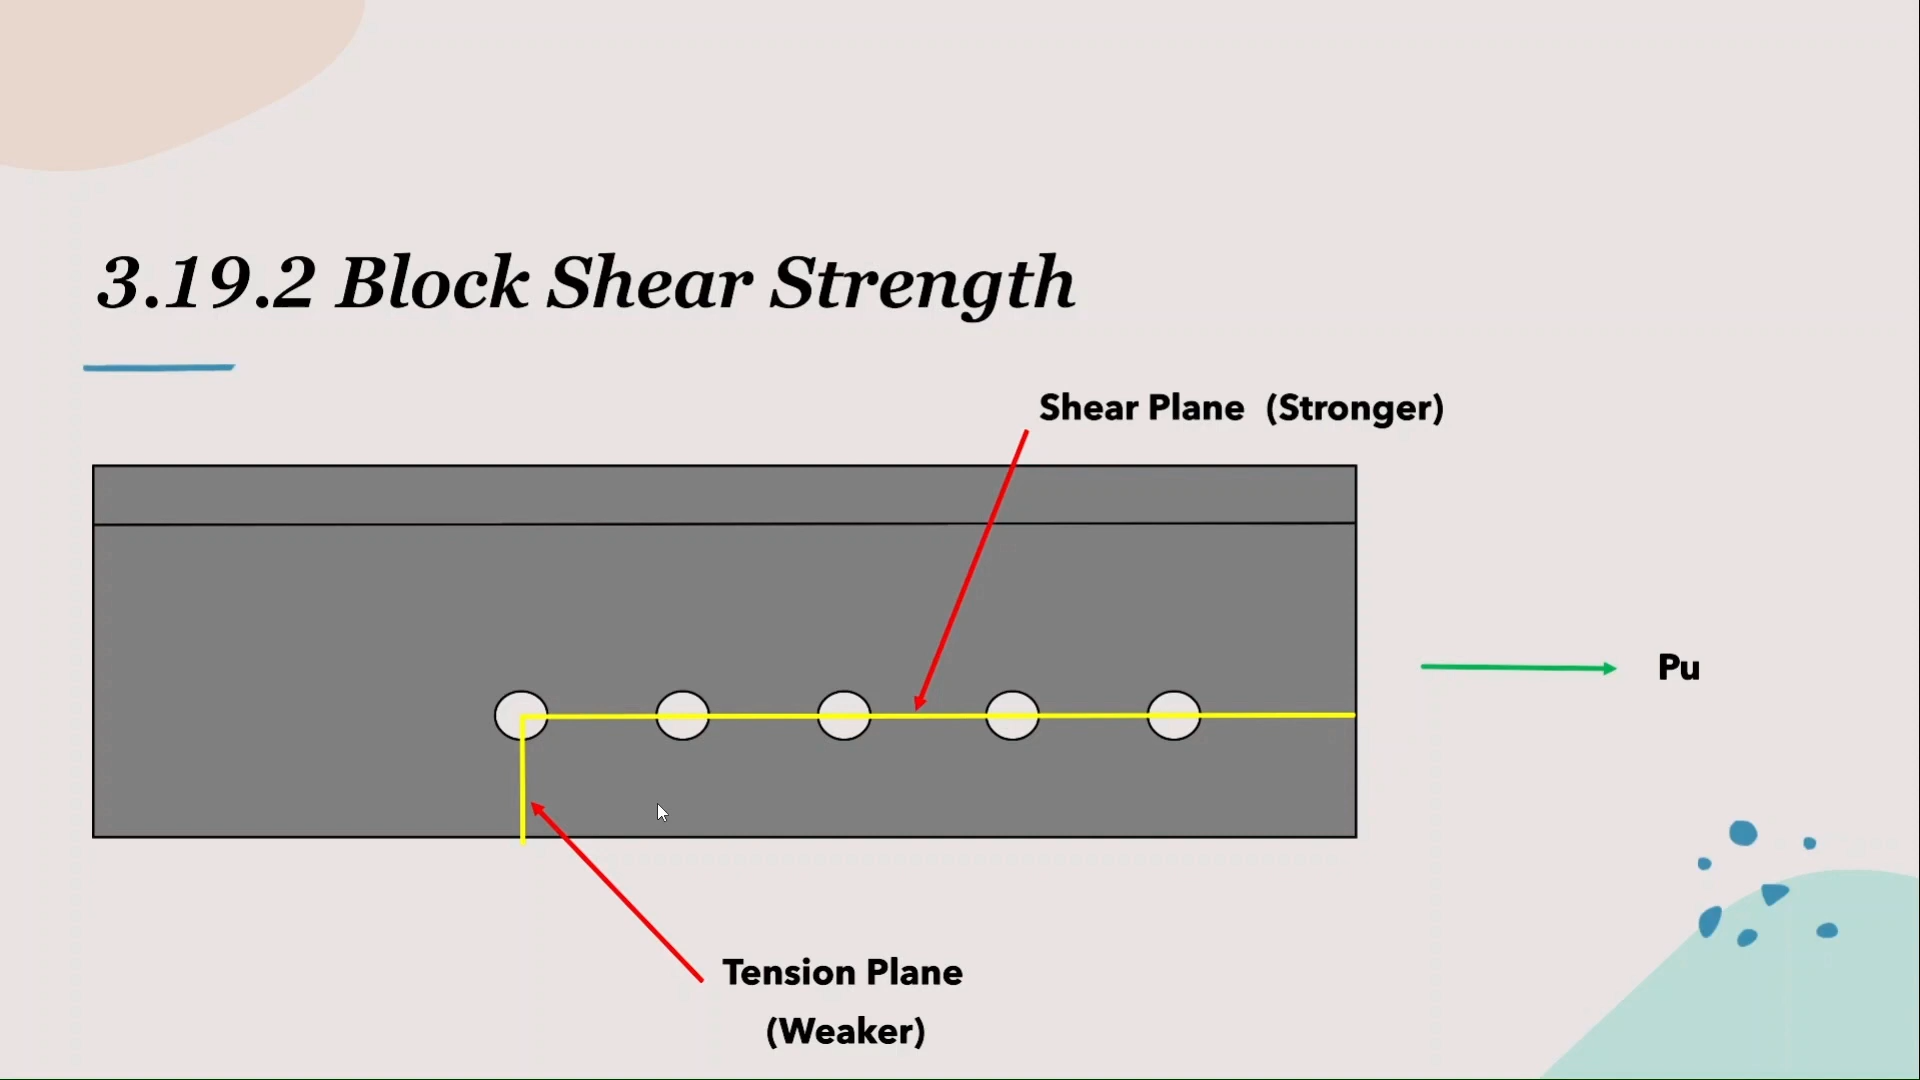 3.19.2 Block Shear Strength
Shear Plane (Stronger)
Pu
Tension Plane
(Weaker)